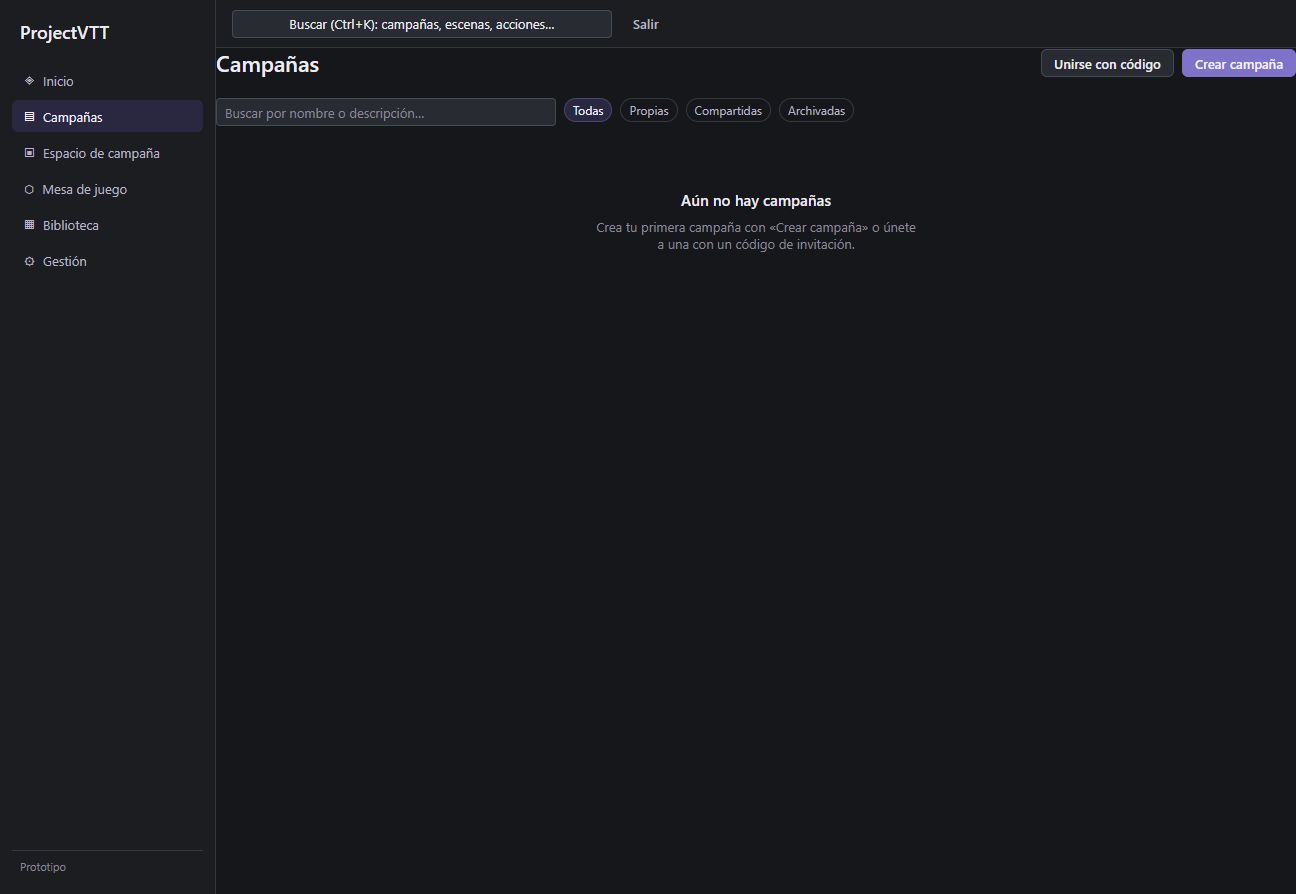 ProjectVTT
Buscar (Ctrl+K): campañas, escenas, acciones...
Salir
Inicio
Campañas
Espacio de campaña
Mesa de juego
Biblioteca
Gestión
Campañas
Unirse con código
Crear campaña
Buscar por nombre o descripción...
Todas
Propias
Compartidas
Archivadas
Aún no hay campañas
Crea tu primera campaña con «Crear campaña» o únete
a una con un código de invitación.
Prototipo